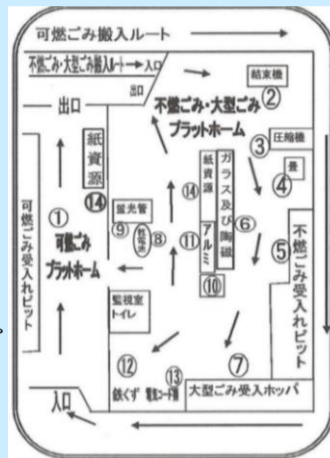 可燃ごみ搬入ルート
不燃ごみ・大型ごみ搬入ルート
入口
出口
出口
結束機
②
不燃ごみ・大型ごみ
プラットホーム
圧縮機
③
畳
④
紙資源
⑭
紙資源
⑭
ガラス及び陶磁
⑥
蛍光管
⑨
乾電池
⑧
アルミ
⑪
⑩
①
可燃ごみ
プラットホーム
可燃ごみ受入れピット
⑤
不燃ごみ受入れピット
監視室
トイレ
⑦
大型ごみ受入ホッパ
⑫
鉄くず
⑬
電気コード類
入口